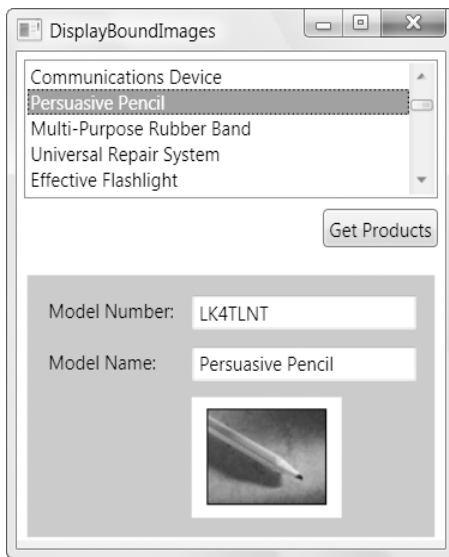 DisplayBoundImages
Communications Device
Persuasive Pencil
Multi-Purpose Rubber Band
Universal Repair System
Effective Flashlight
Get Products
Model Number: LK4TLNT
Model Name: Persuasive Pencil